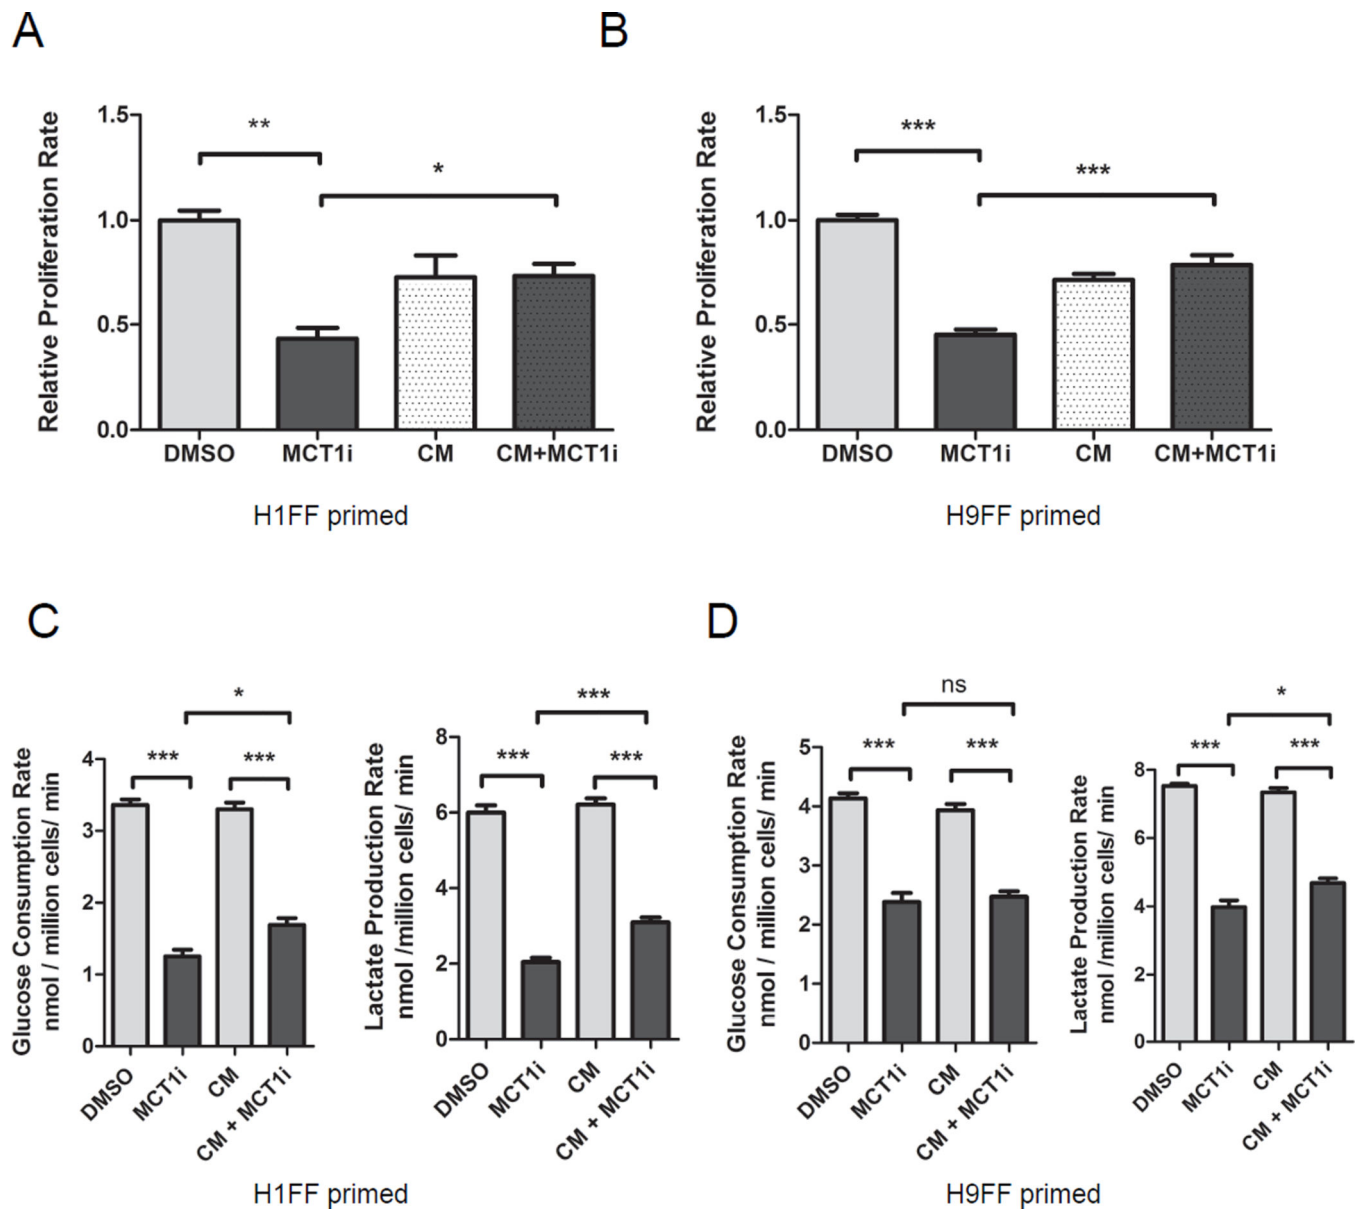 A
B
Relative Proliferation Rate
1.5
1.0
0.5
0.0
**
*
DMSO
MCT1i
CM
CM+MCT1i
H1FF primed
Relative Proliferation Rate
1.5
1.0
0.5
0.0
***
***
DMSO
MCT1i
CM
CM+MCT1i
H9FF primed
C
D
Glucose Consumption Rate
nmol / million cells/ min
4
3
2
1
0
*
***
***
DMSO
MCT1i
CM
CM + MCT1i
Lactate Production Rate
nmol /million cells/ min
8
6
4
2
0
***
***
***
DMSO
MCT1i
CM
CM + MCT1i
H1FF primed
Glucose Consumption Rate
nmol / million cells/ min
5
4
3
2
1
0
ns
***
***
DMSO
MCT1i
CM
CM + MCT1i
Lactate Production Rate
nmol /million cells/ min
8
6
4
2
0
*
***
***
DMSO
MCT1i
CM
CM + MCT1i
H9FF primed